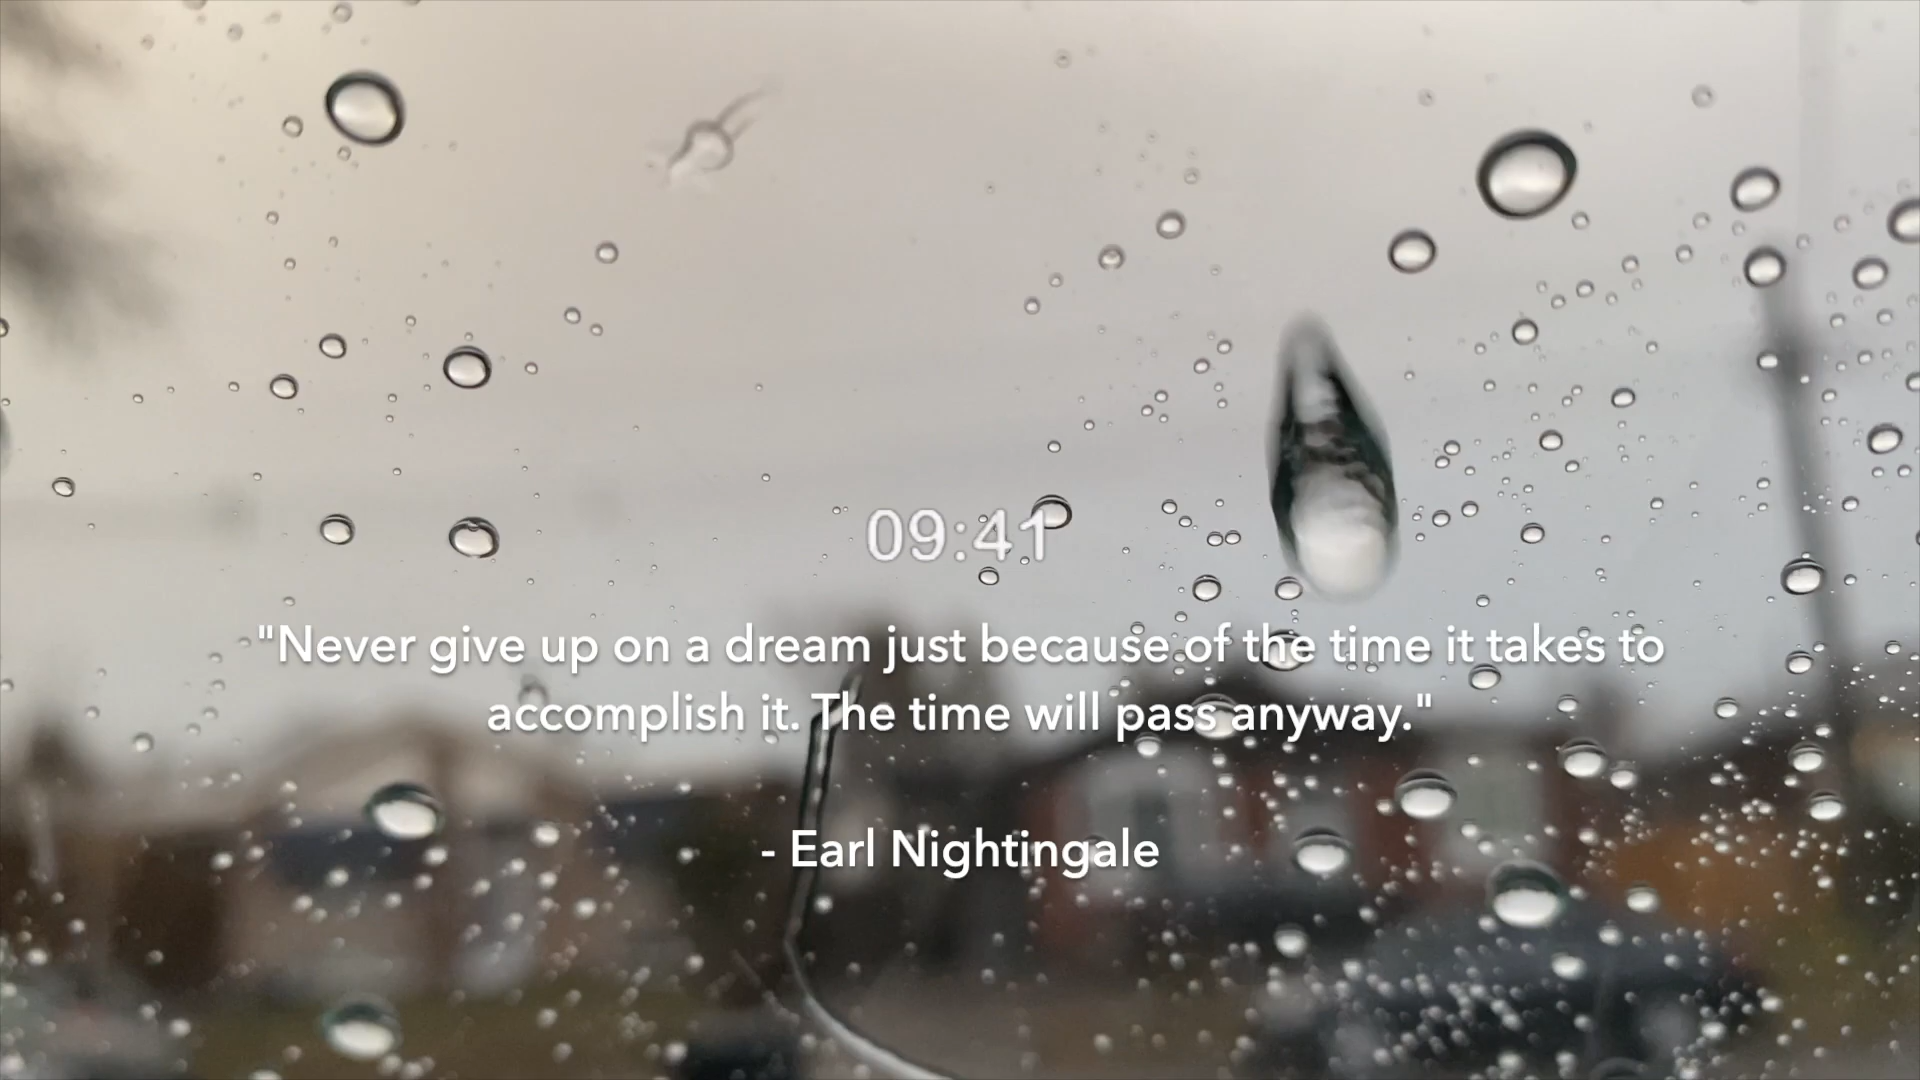 09:41
"Never give up on a dream just because of the time it takes to
accomplish it. The time will pass anyway."
- Earl Nightingale